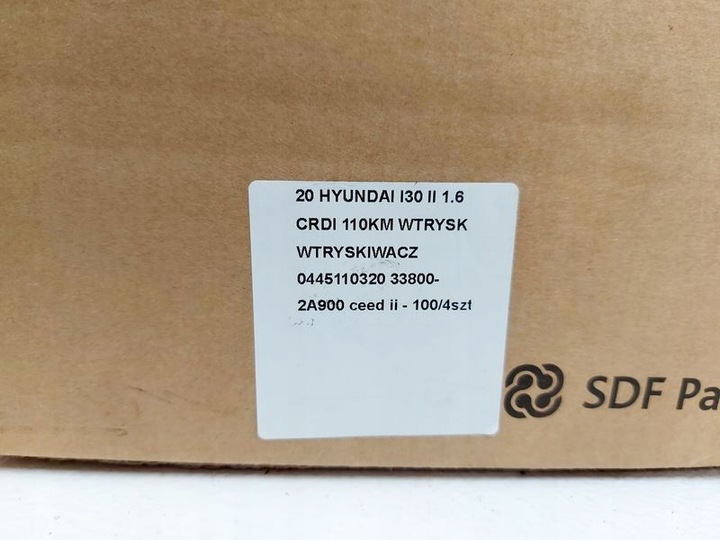 20 HYUNDAI I30 II 1.6
CRDI 110KM WTRYSK
WTRYSKIWACZ
0445110320 33800-
2A900 ceed ii - 100/4szt
SDF Pa